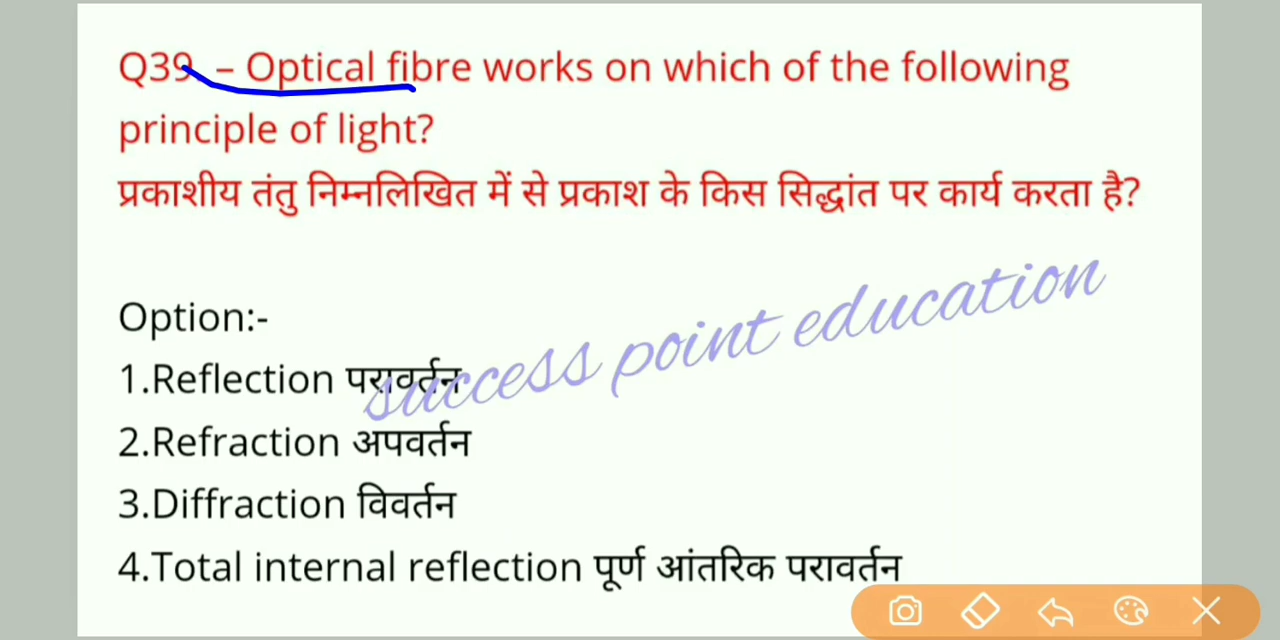 Q39 – Optical fibre works on which of the following
principle of light?
प्रकाशीय तंतु निम्नलिखित में से प्रकाश के किस सिद्धांत पर कार्य करता है?
Option:-
1.Reflection परावर्तन
success point education
2.Refraction अपवर्तन
3.Diffraction विवर्तन
4.Total internal reflection पूर्ण आंतरिक परावर्तन